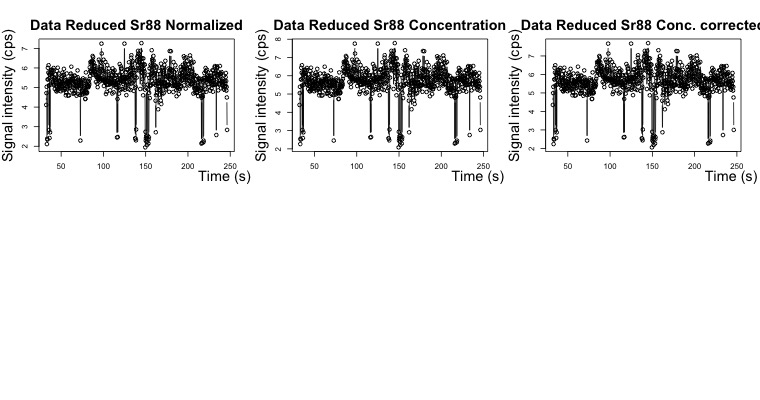 Data Reduced Sr88 Normalized
Signal intensity (cps)
2 3 4 5 6 7
50 100 150 200 250
Time (s)
Data Reduced Sr88 Concentration
Signal intensity (cps)
2 3 4 5 6 7 8
50 100 150 200 250
Time (s)
Data Reduced Sr88 Conc. corrected
Signal intensity (cps)
2 3 4 5 6 7
50 100 150 200 250
Time (s)